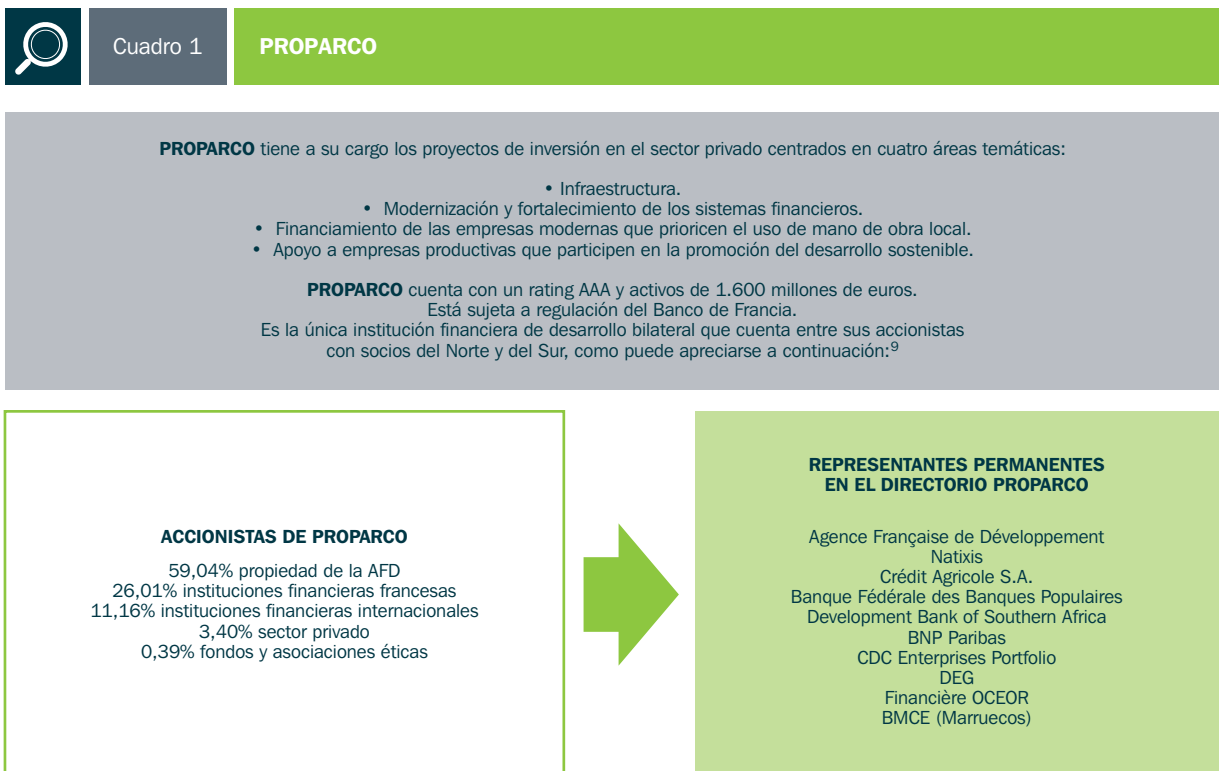 Cuadro 1
PROPARCO
PROPARCO tiene a su cargo los proyectos de inversión en el sector privado centrados en cuatro áreas temáticas:
• Infraestructura.
• Modernización y fortalecimiento de los sistemas financieros.
• Financiamiento de las empresas modernas que prioricen el uso de mano de obra local.
• Apoyo a empresas productivas que participen en la promoción del desarrollo sostenible.
PROPARCO cuenta con un rating AAA y activos de 1.600 millones de euros.
Está sujeta a regulación del Banco de Francia.
Es la única institución financiera de desarrollo bilateral que cuenta entre sus accionistas
con socios del Norte y del Sur, como puede apreciarse a continuación:9
ACCIONISTAS DE PROPARCO
59,04% propiedad de la AFD
26,01% instituciones financieras francesas
11,16% instituciones financieras internacionales
3,40% sector privado
0,39% fondos y asociaciones éticas
REPRESENTANTES PERMANENTES
EN EL DIRECTORIO PROPARCO
Agence Française de Développement
Natixis
Crédit Agricole S.A.
Banque Fédérale des Banques Populaires
Development Bank of Southern Africa
BNP Paribas
CDC Enterprises Portfolio
DEG
Financière OCEOR
BMCE (Marruecos)